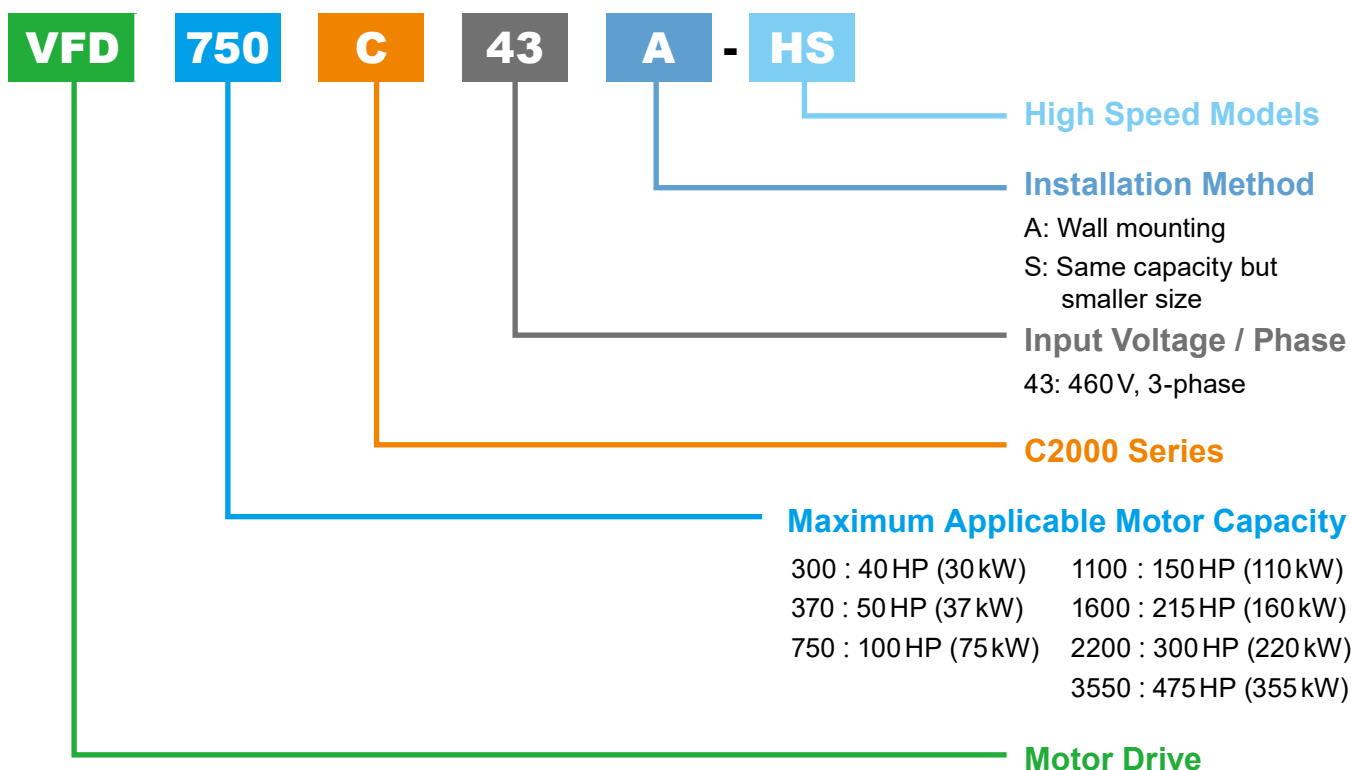 VFD 750 C 43 A - HS
High Speed Models
Installation Method
A: Wall mounting
S: Same capacity but
smaller size
Input Voltage / Phase
43: 460V, 3-phase
C2000 Series
Maximum Applicable Motor Capacity
300 : 40HP (30kW) 1100 : 150HP (110kW)
370 : 50HP (37kW) 1600 : 215HP (160kW)
750 : 100HP (75kW) 2200 : 300HP (220kW)
3550 : 475HP (355kW)
Motor Drive